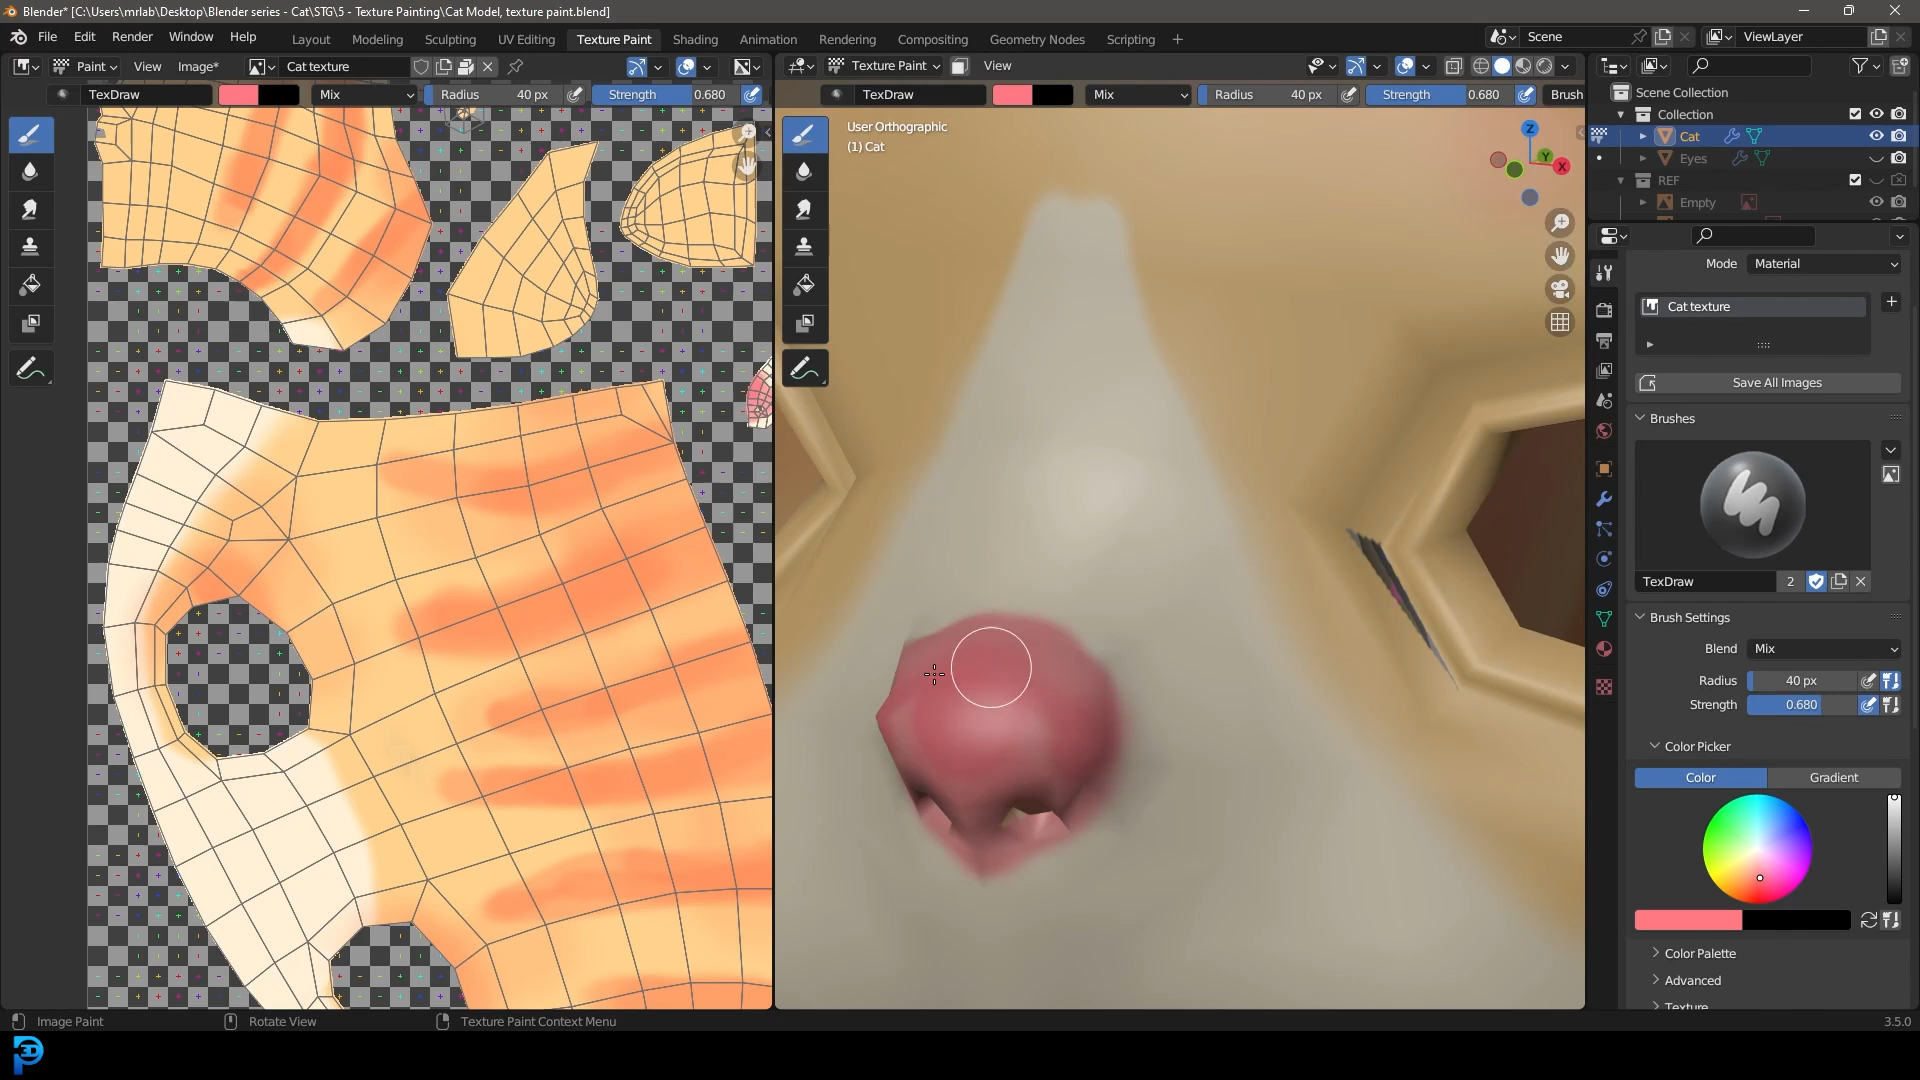 Blender* [C:\Users\mrlab\Desktop\Blender series - Cat\STG\5 - Texture Painting\Cat Model, texture paint.blend]
File Edit Render Window Help Layout Modeling Sculpting UV Editing Texture Paint Shading Animation Rendering Compositing Geometry Nodes Scripting + Scene ViewLayer
Paint View Image* Cat texture Texture Paint View
TexDraw Mix Radius 40 px Strength 0.680 TexDraw Mix Radius 40 px Strength 0.680 Brush
User Orthographic
(1) Cat
Z
Y
X
Scene Collection
Collection
Cat
Eyes
REF
Empty
Mode Material
Cat texture
Save All Images
Brushes
TexDraw 2
Brush Settings
Blend Mix
Radius 40 px
Strength 0.680
Color Picker
Color Gradient
Color Palette
Advanced
Texture
Image Paint Rotate View Texture Paint Context Menu 3.5.0
3D